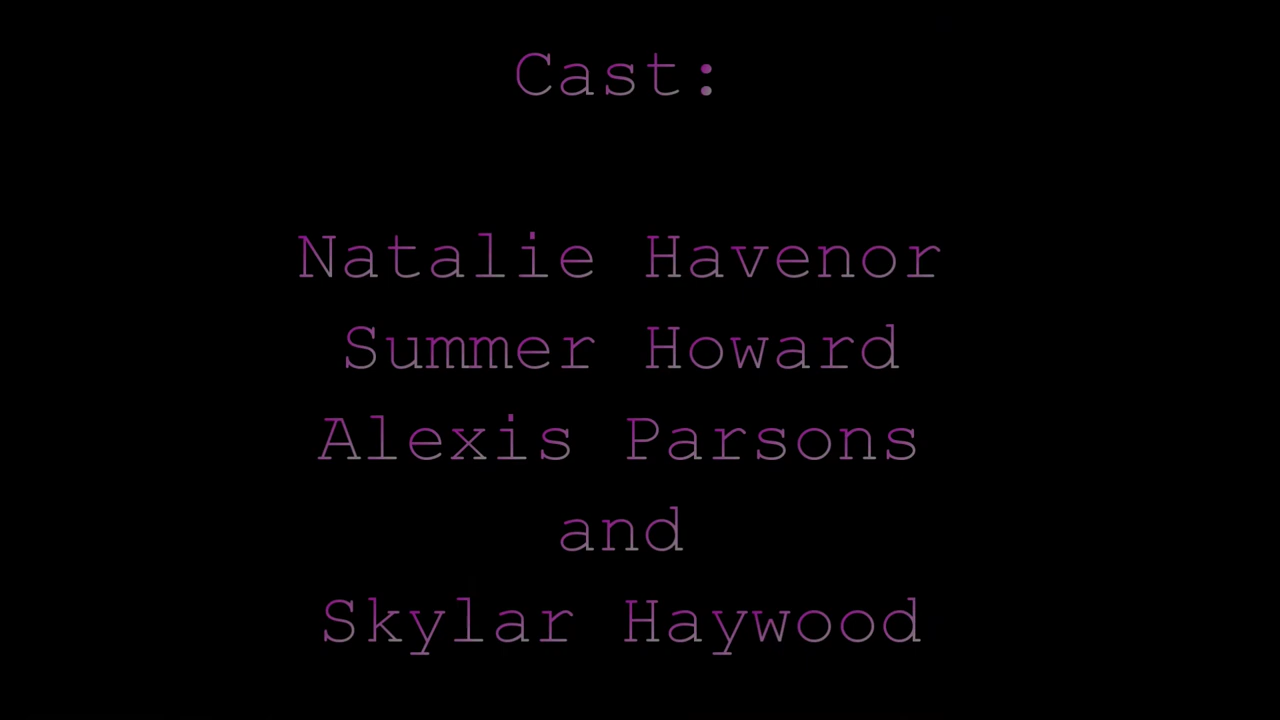 Cast:
Natalie Havenor
Summer Howard
Alexis Parsons
and
Skylar Haywood